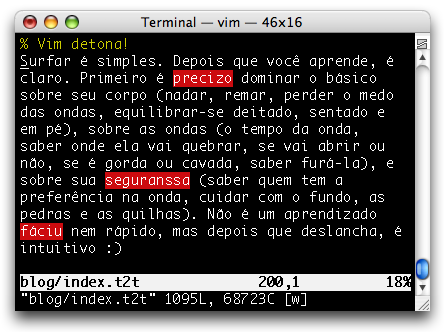 Terminal — vim — 46x16
% Vim detona!
Surfar é simples. Depois que você aprende, é
claro. Primeiro é precizo dominar o básico
sobre seu corpo (nadar, remar, perder o medo
das ondas, equilibrar-se deitado, sentado e
em pé), sobre as ondas (o tempo da onda,
saber onde ela vai quebrar, se vai abrir ou
não, se é gorda ou cavada, saber furá-la), e
sobre sua seguranssa (saber quem tem a
preferência na onda, cuidar com o fundo, as
pedras e as quilhas). Não é um aprendizado
fáciu nem rápido, mas depois que deslancha, é
intuitivo :)
blog/index.t2t 200,1 18%
"blog/index.t2t" 1095L, 68723C [w]